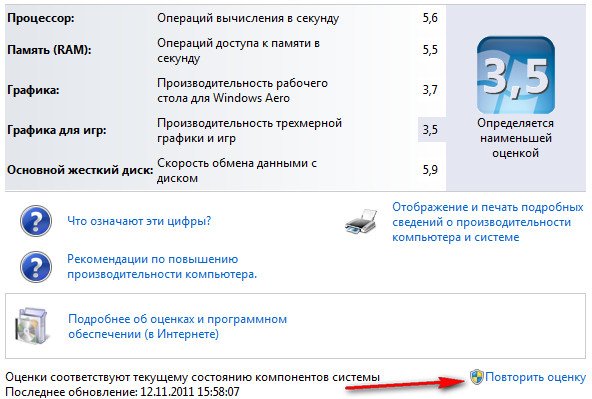 Процессор: Операций вычисления в секунду 5,6
Память (RAM): Операций доступа к памяти в
секунду 5,5
Графика: Производительность рабочего
стола для Windows Aero 3,7
Графика для игр: Производительность трехмерной
графики и игр 3,5
Основной жесткий диск: Скорость обмена данными с
диском 5,9
3,5
Определяется
наименьшей
оценкой
Что означают эти цифры?
Отображение и печать подробных
сведений о производительности
компьютера и системе
Рекомендации по повышению
производительности компьютера.
Подробнее об оценках и программном
обеспечении (в Интернете)
Оценки соответствуют текущему состоянию компонентов системы
Повторить оценку
Последнее обновление: 12.11.2011 15:58:07